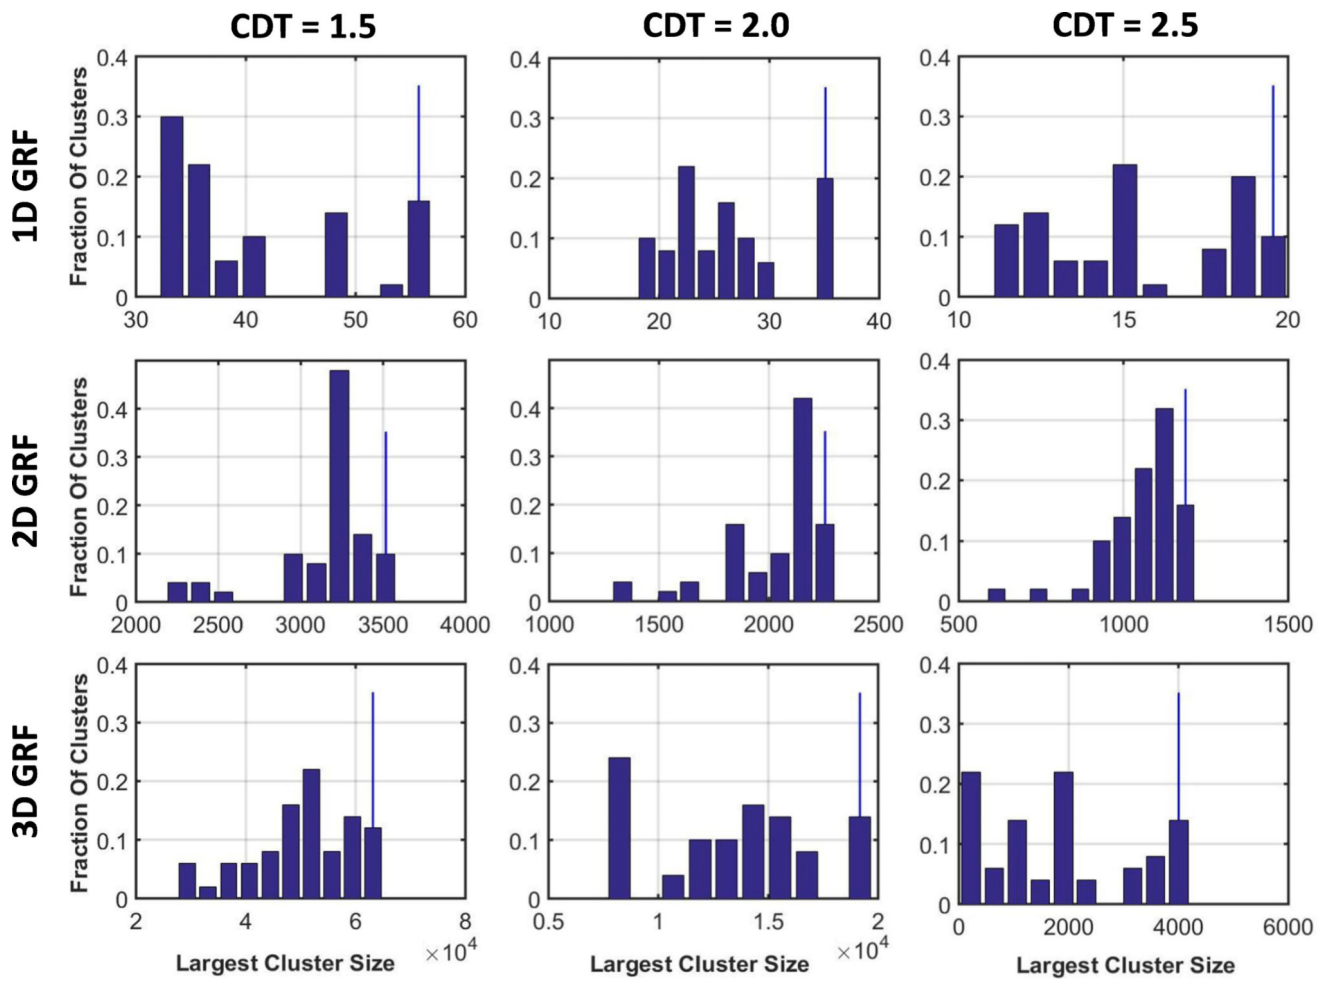 CDT = 1.5 CDT = 2.0 CDT = 2.5
1D GRF
Fraction Of Clusters
0.4 0.3 0.2 0.1 0
30 40 50 60
0.4 0.3 0.2 0.1 0
10 20 30 40
0.4 0.3 0.2 0.1 0
10 15 20
2D GRF
Fraction Of Clusters
0.4 0.3 0.2 0.1 0
2000 2500 3000 3500 4000
0.4 0.3 0.2 0.1 0
1000 1500 2000 2500
0.4 0.3 0.2 0.1 0
500 1000 1500
3D GRF
Fraction Of Clusters
0.4 0.3 0.2 0.1 0
2 4 6 8
×10⁴
Largest Cluster Size
0.4 0.3 0.2 0.1 0
0.5 1 1.5 2
×10⁴
Largest Cluster Size
0.4 0.3 0.2 0.1 0
0 2000 4000 6000
Largest Cluster Size